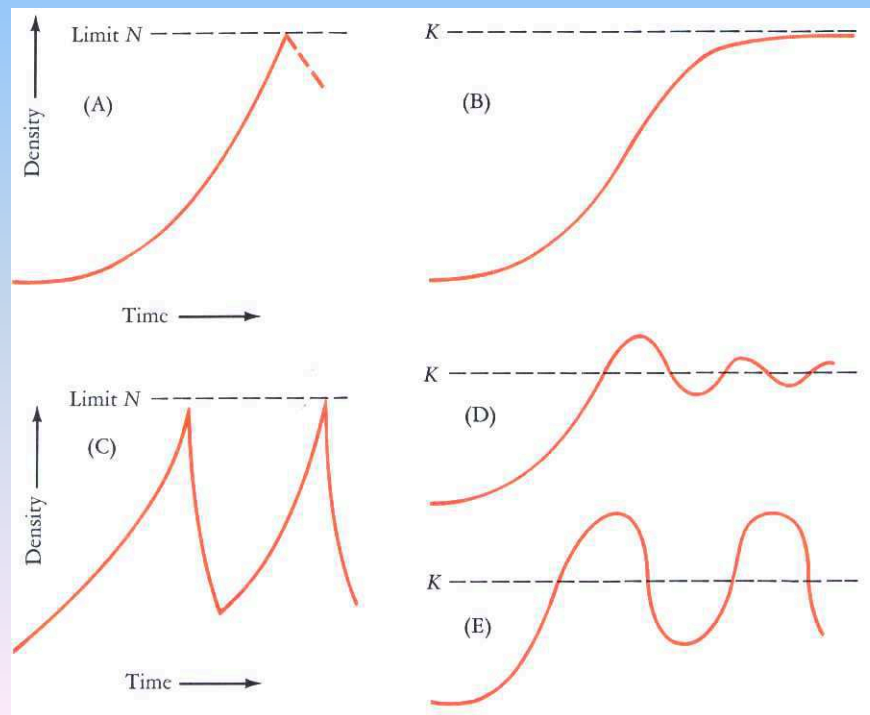 Limit N
Density
(A)
Time
K
(B)
Limit N
Density
(C)
Time
K
(D)
K
(E)